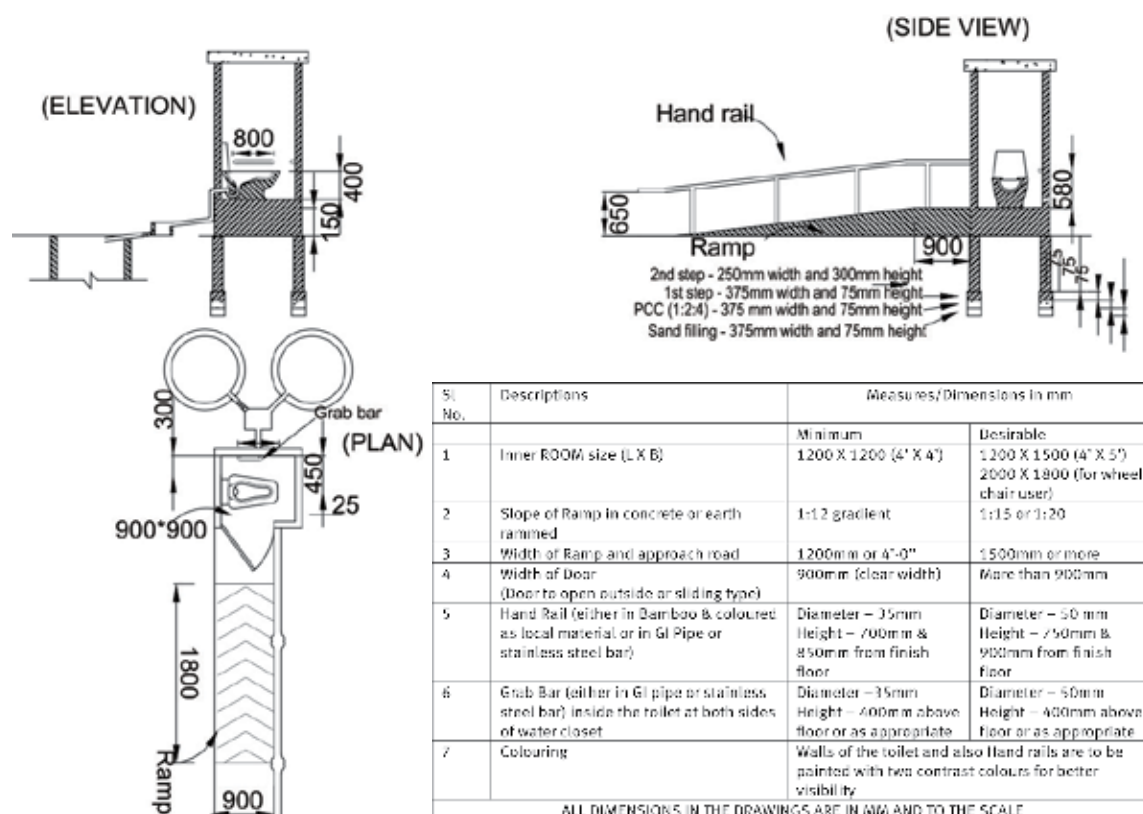 (SIDE VIEW)
(ELEVATION)
800
400
150
Hand rail
650
580
Ramp
900
75
75
75
2nd step - 250mm width and 300mm height
1st step - 375mm width and 75mm height
PCC (1:2:4) - 375 mm width and 75mm height
Sand filling - 375mm width and 75mm height
300
Grab bar
(PLAN)
450
25
900*900
1800
Ramp
900
Sl. No. Descriptions Measures/Dimensions in mm
Minimum Desirable
1 Inner ROOM size (L X B) 1200 X 1200 (4' X 4') 1200 X 1500 (4' X 5')
2000 X 1800 (for wheel
chair user)
2 Slope of Ramp in concrete or earth 1:12 gradient 1:15 or 1:20
rammed
3 Width of Ramp and approach road 1200mm or 4'-0" 1500mm or more
4 Width of Door 900mm (clear width) More than 900mm
(Door to open outside or sliding type)
5 Hand Rail (either in Bamboo & coloured Diameter – 35mm Diameter – 50 mm
as local material or in GI Pipe or Height – 700mm & Height – 750mm &
stainless steel bar) 850mm from finish 900mm from finish
floor floor
6 Grab Bar (either in GI pipe or stainless Diameter – 35mm Diameter – 50mm
steel bar) inside the toilet at both sides Height – 400mm above Height – 400mm above
of water closet floor or as appropriate floor or as appropriate
7 Colouring Walls of the toilet and also Hand rails are to be
painted with two contrast colours for better
visibility
ALL DIMENSIONS IN THE DRAWINGS ARE IN MM AND TO THE SCALE